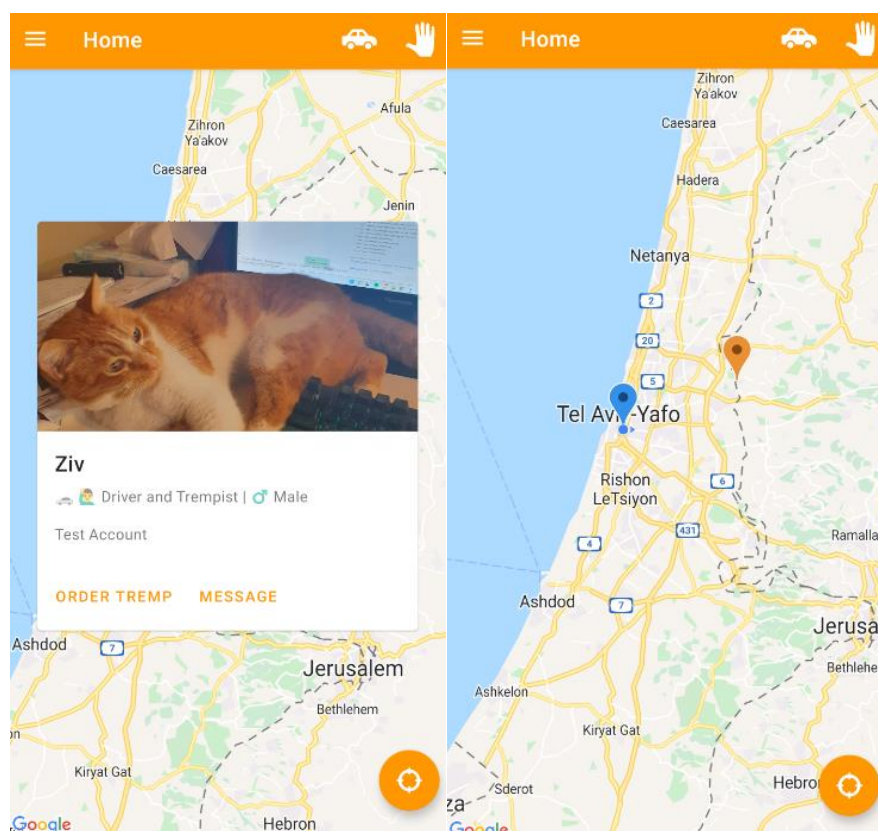 Home
Afula
Zihron
Ya'akov
Caesarea
Jenin
Ziv
Driver and Trempist | Male
Test Account
ORDER TREMP MESSAGE
Ashdod
7
Jerusalem
Bethlehem
Kiryat Gat
Hebron
Google
Home
Zihron
Ya'akov
Caesarea
Hadera
Netanya
2
20
5
Tel Aviv-Yafo
Rishon
LeTsiyon
6
431
Ramalla
4
Ashdod
7
Jerusa
Bethlehe
Ashkelon
Kiryat Gat
Sderot
Hebro
za
Google